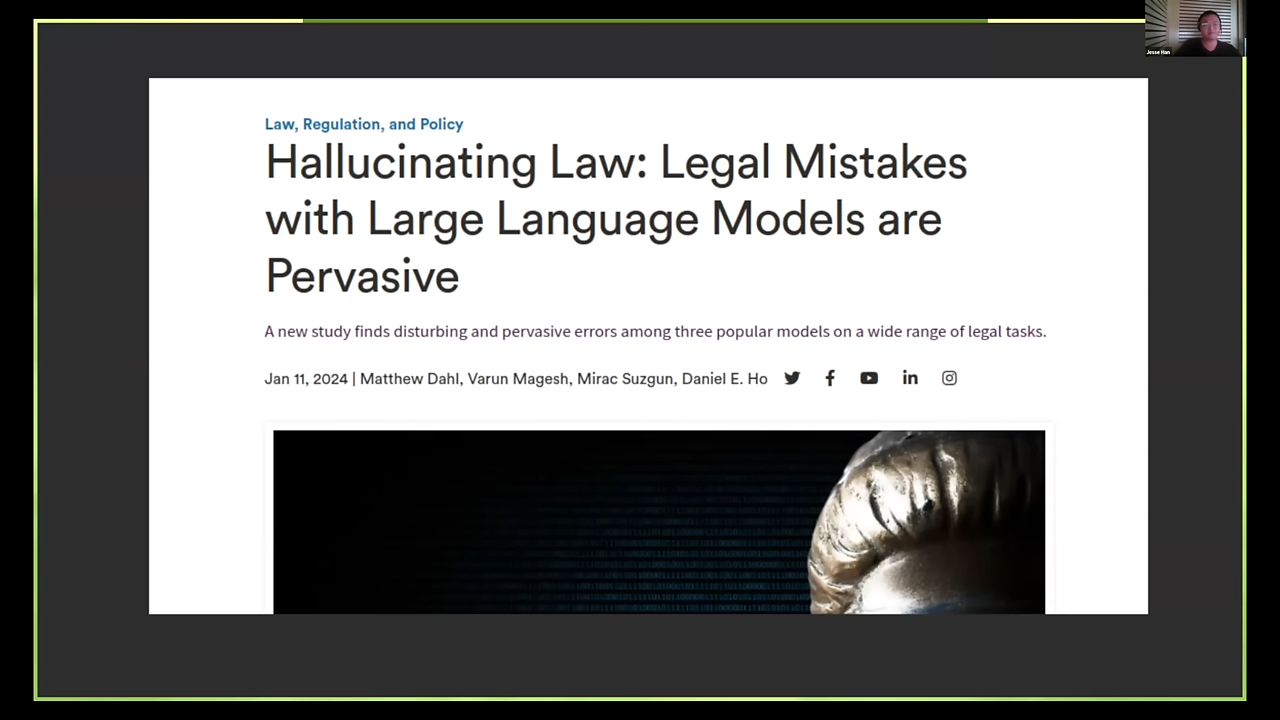 Jesse Han
Law, Regulation, and Policy
Hallucinating Law: Legal Mistakes
with Large Language Models are
Pervasive
A new study finds disturbing and pervasive errors among three popular models on a wide range of legal tasks.
Jan 11, 2024 | Matthew Dahl, Varun Magesh, Mirac Suzgun, Daniel E. Ho